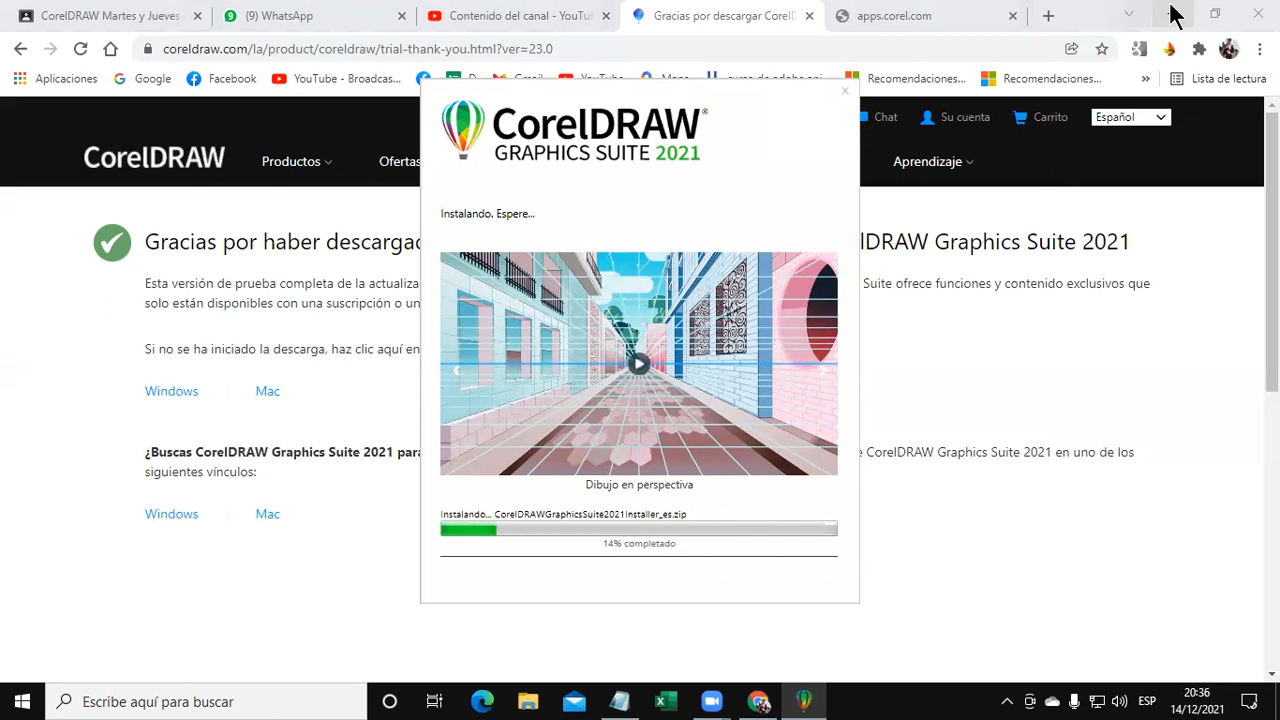 CorelDRAW Martes y Jueves
(9) WhatsApp
Contenido del canal - YouTu
Gracias por descargar CorelD
apps.corel.com
coreldraw.com/la/product/coreldraw/trial-thank-you.html?ver=23.0
Aplicaciones
Google
Facebook
YouTube - Broadcas...
Recomendaciones...
Recomendaciones...
Lista de lectura
CorelDRAW
Productos
Ofertas
Chat
Su cuenta
Carrito
Español
Aprendizaje
CorelDRAW®
GRAPHICS SUITE 2021
Instalando. Espere...
Gracias por haber descargad
lDRAW Graphics Suite 2021
Esta versión de prueba completa de la actualiza
Suite ofrece funciones y contenido exclusivos que
solo están disponibles con una suscripción o un
Si no se ha iniciado la descarga, haz clic aquí en
Windows
Mac
¿Buscas CorelDRAW Graphics Suite 2021 para
e CorelDRAW Graphics Suite 2021 en uno de los
siguientes vínculos:
Windows
Mac
Dibujo en perspectiva
Instalando... CorelDRAWGraphicsSuite2021Installer_es.zip
14% completado
Escribe aquí para buscar
ESP
20:36
14/12/2021